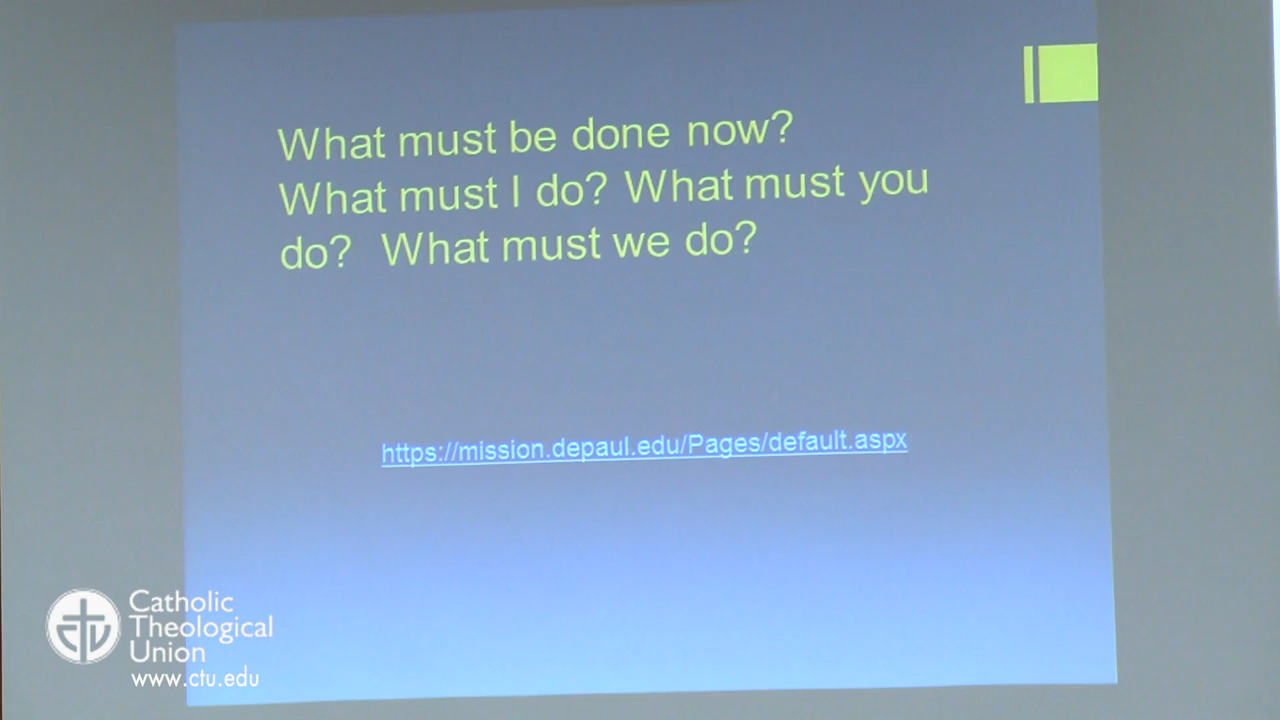 What must be done now?
What must I do? What must you
do? What must we do?
https://mission.depaul.edu/Pages/default.aspx
Catholic
Theological
Union
www.ctu.edu